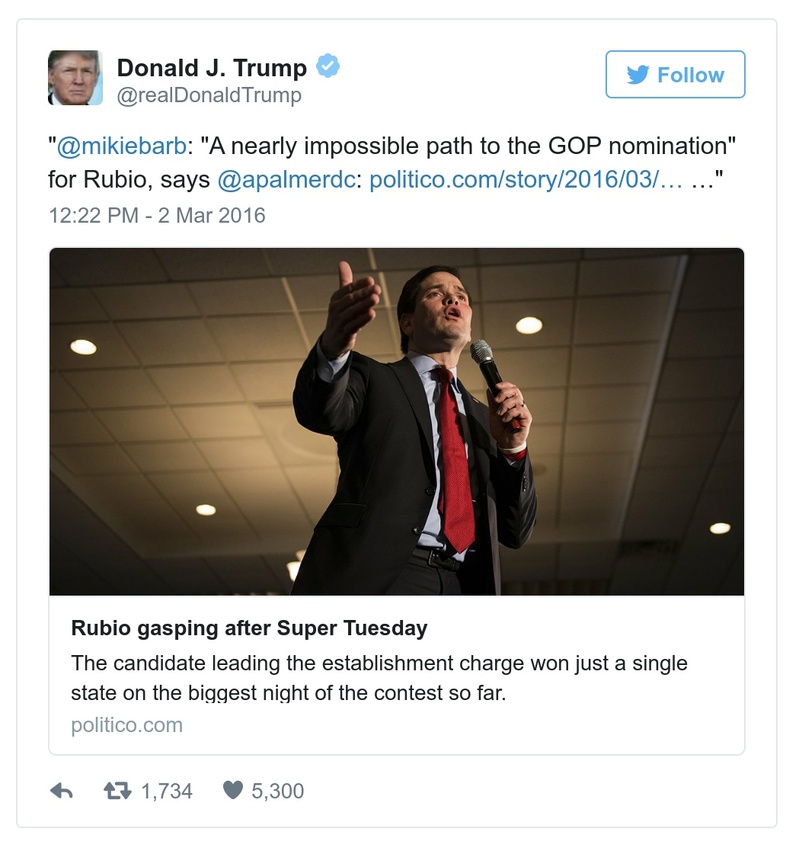 Donald J. Trump
@realDonaldTrump
Follow
"@mikiebarb: "A nearly impossible path to the GOP nomination"
for Rubio, says @apalmerdc: politico.com/story/2016/03/… …"
12:22 PM - 2 Mar 2016
Rubio gasping after Super Tuesday
The candidate leading the establishment charge won just a single
state on the biggest night of the contest so far.
politico.com
1,734
5,300